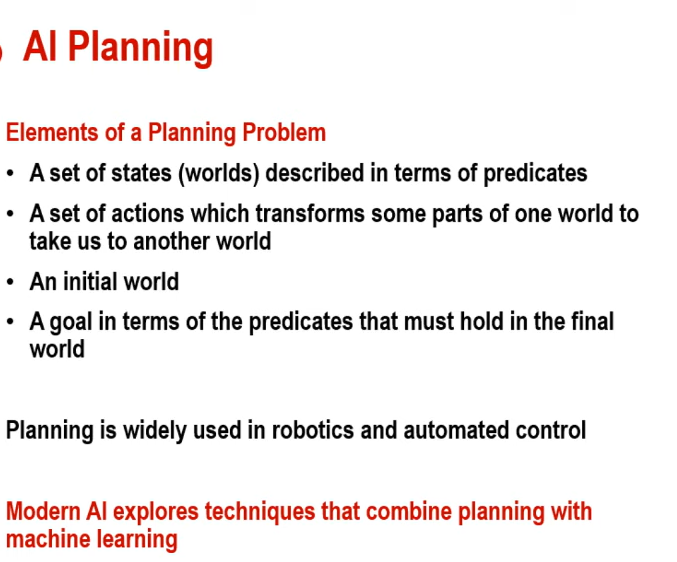 AI Planning
Elements of a Planning Problem
• A set of states (worlds) described in terms of predicates
• A set of actions which transforms some parts of one world to
take us to another world
• An initial world
• A goal in terms of the predicates that must hold in the final
world
Planning is widely used in robotics and automated control
Modern AI explores techniques that combine planning with
machine learning